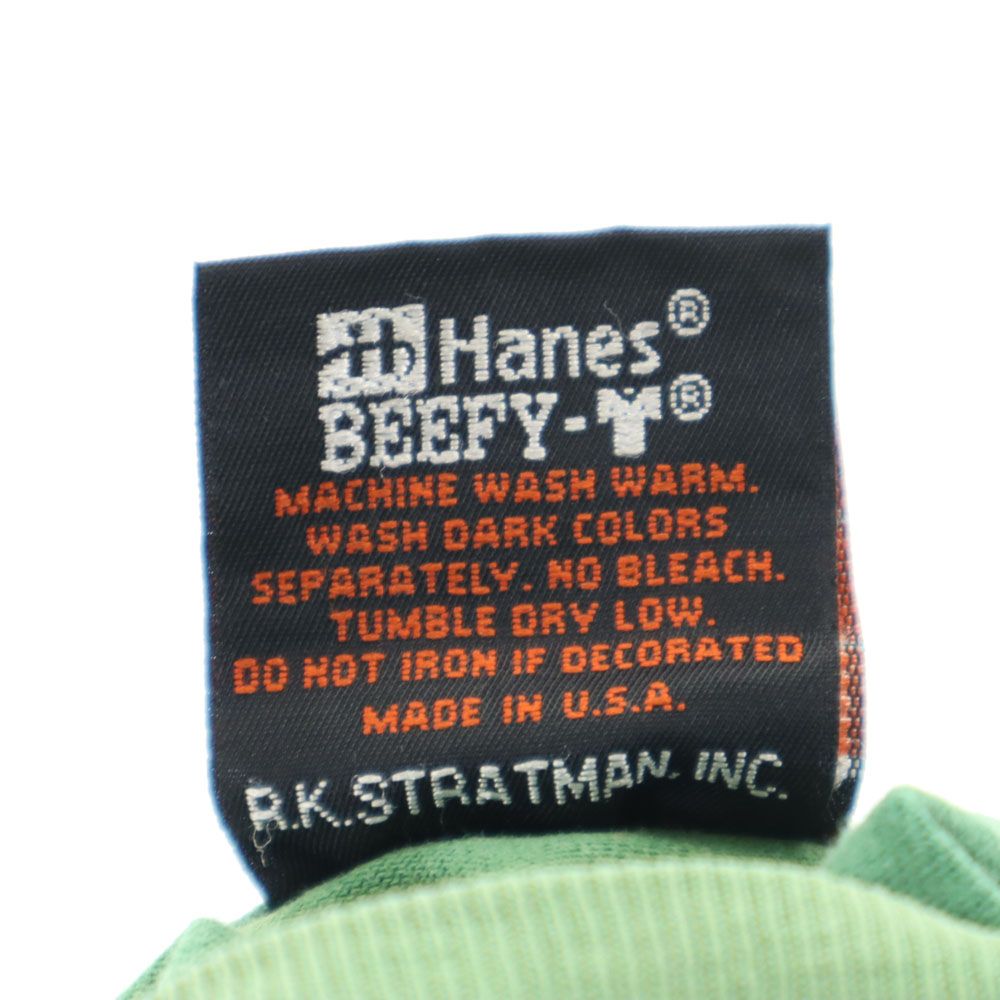 Hanes®
BEEFY-T®
MACHINE WASH WARM.
WASH DARK COLORS
SEPARATELY. NO BLEACH.
TUMBLE DRY LOW.
DO NOT IRON IF DECORATED
MADE IN U.S.A.
R.K.STRATMAN. INC.